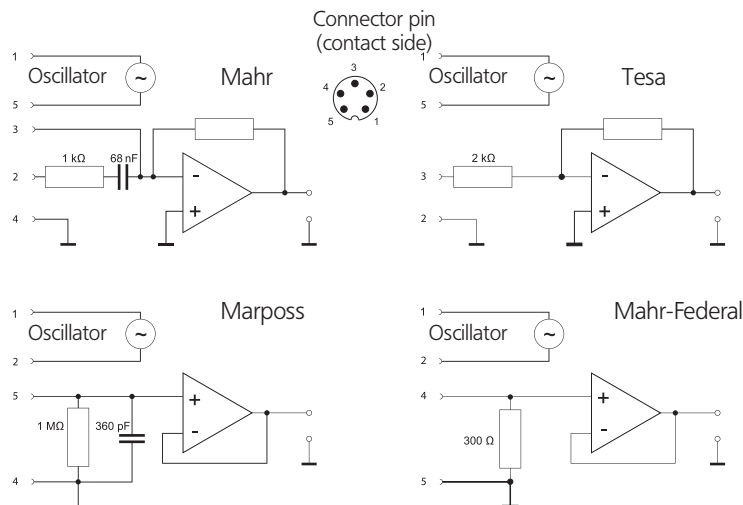 Connector pin
(contact side)
Mahr
1
Oscillator
~
5
3
2
1 kΩ
68 nF
4
-
+
3
4
2
5
1
Tesa
1
Oscillator
~
5
3
2 kΩ
2
-
+
Marposs
1
Oscillator
~
2
5
1 MΩ
360 pF
4
+
-
Mahr-Federal
1
Oscillator
~
2
4
300 Ω
5
+
-